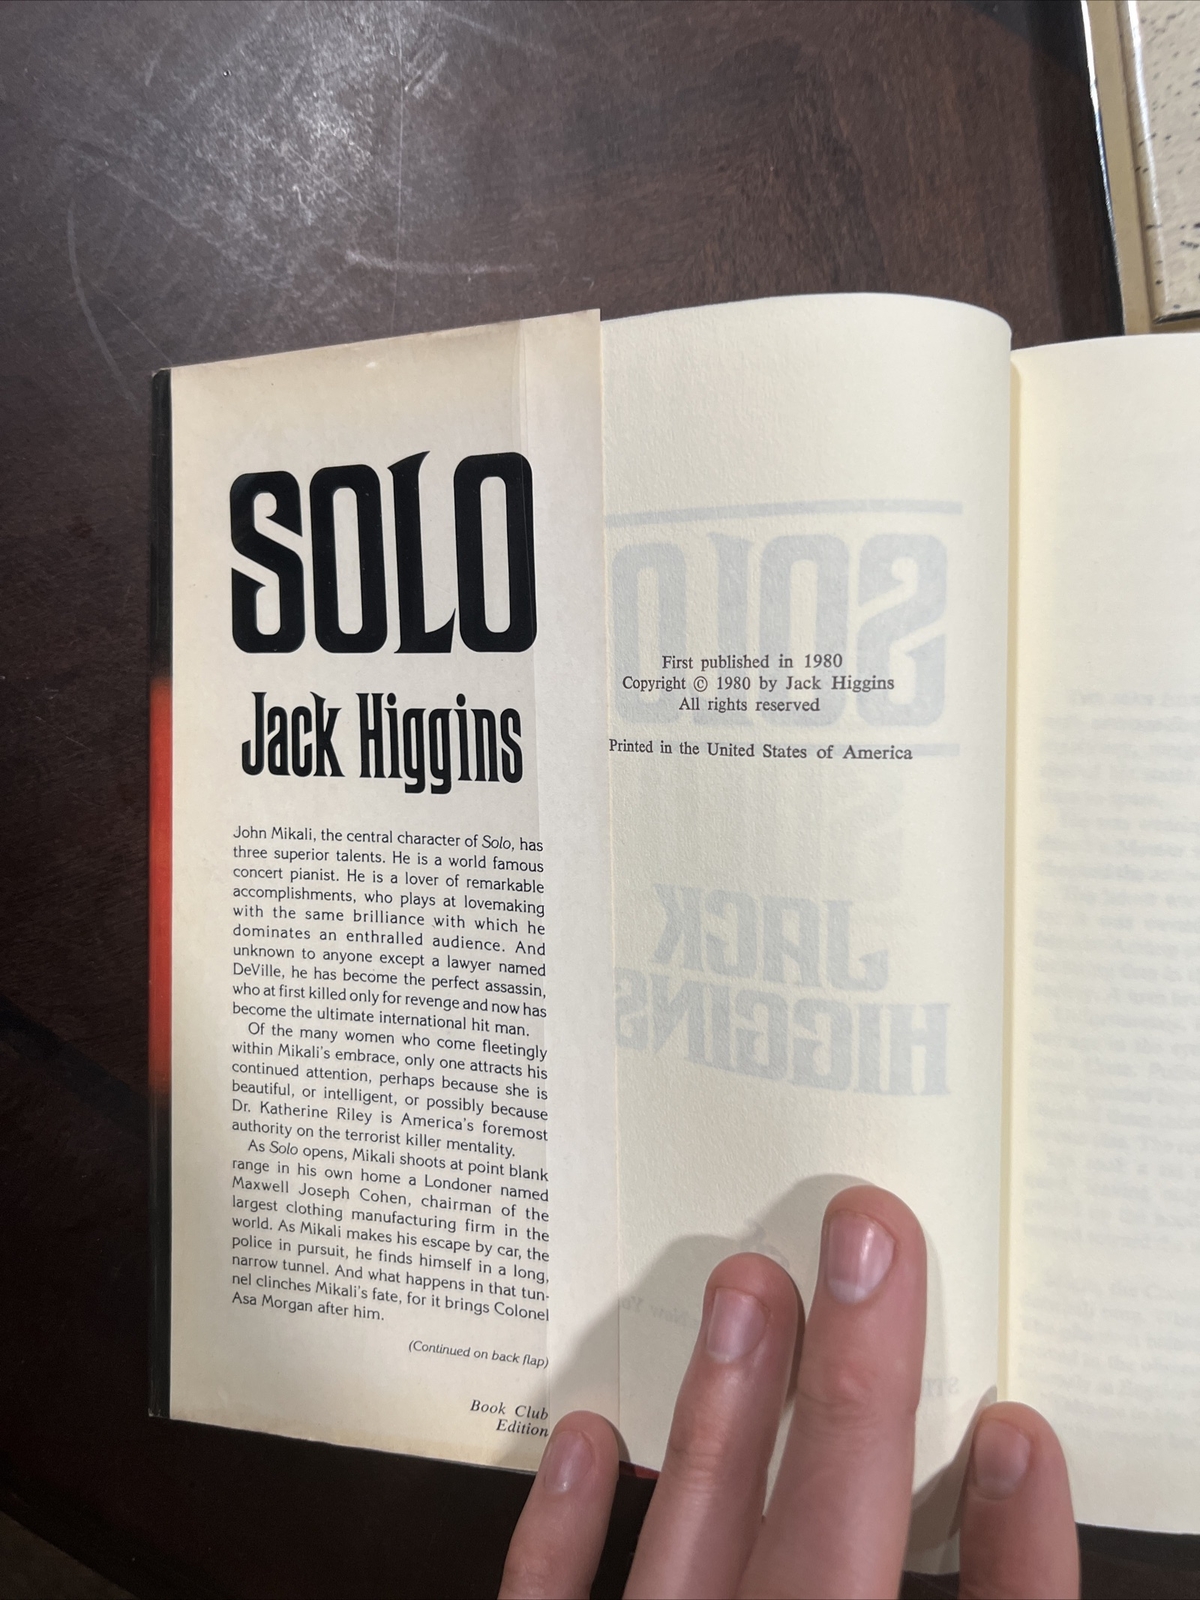 SOLO
Jack Higgins
John Mikali, the central character of Solo, has
three superior talents. He is a world famous
concert pianist. He is a lover of remarkable
accomplishments, who plays at lovemaking
with the same brilliance with which he
dominates an enthralled audience. And
unknown to anyone except a lawyer named
DeVille, he has become the perfect assassin,
who at first killed only for revenge and now has
become the ultimate international hit man.
Of the many women who come fleetingly
within Mikali's embrace, only one attracts his
continued attention, perhaps because she is
beautiful, or intelligent, or possibly because
Dr. Katherine Riley is America's foremost
authority on the terrorist killer mentality.
As Solo opens, Mikali shoots at point blank
range in his own home a Londoner named
Maxwell Joseph Cohen, chairman of the
largest clothing manufacturing firm in the
world. As Mikali makes his escape by car, the
police in pursuit, he finds himself in a long,
narrow tunnel. And what happens in that tun-
nel clinches Mikali's fate, for it brings Colonel
Asa Morgan after him.
(Continued on back flap)
Book Club
Edition
First published in 1980
Copyright © 1980 by Jack Higgins
All rights reserved
Printed in the United States of America
SOLO
JACK
HIGGINS